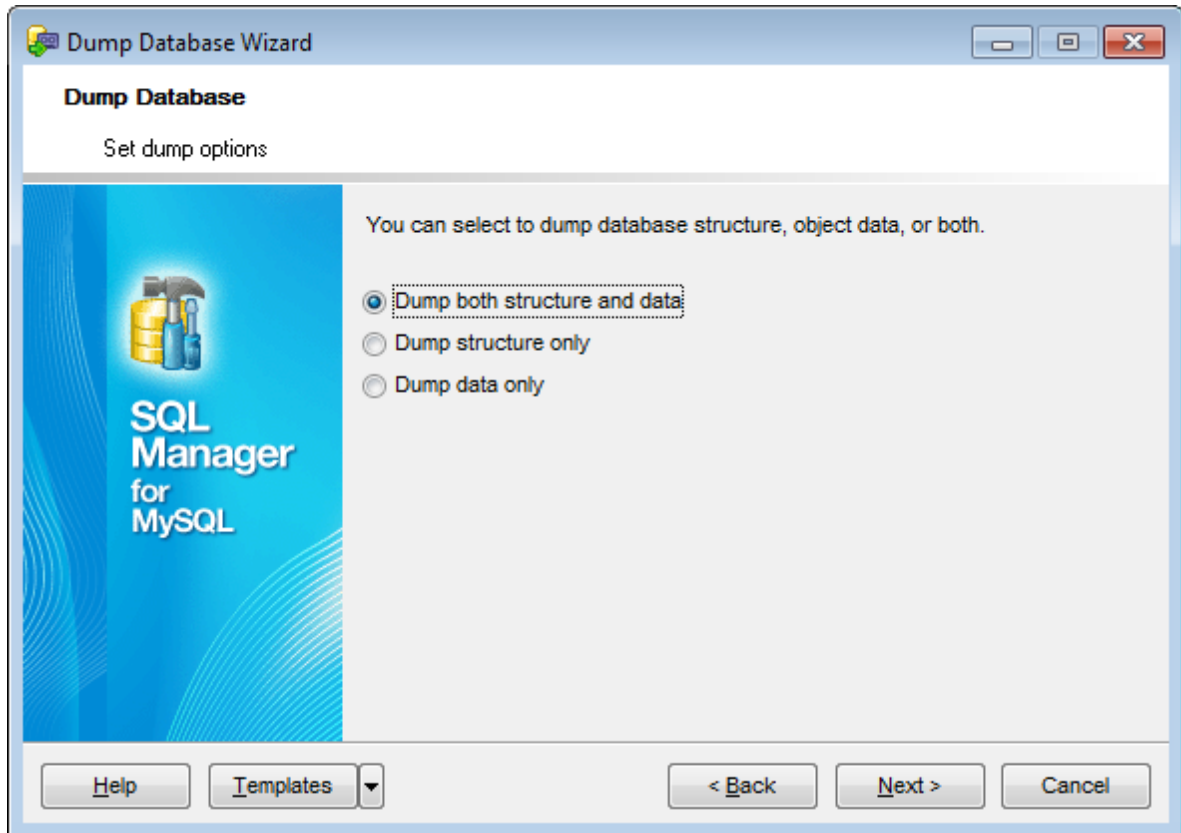 Dump Database Wizard
Dump Database
Set dump options
You can select to dump database structure, object data, or both.
Dump both structure and data
Dump structure only
Dump data only
SQL
Manager
for
MySQL
Help Templates < Back Next > Cancel